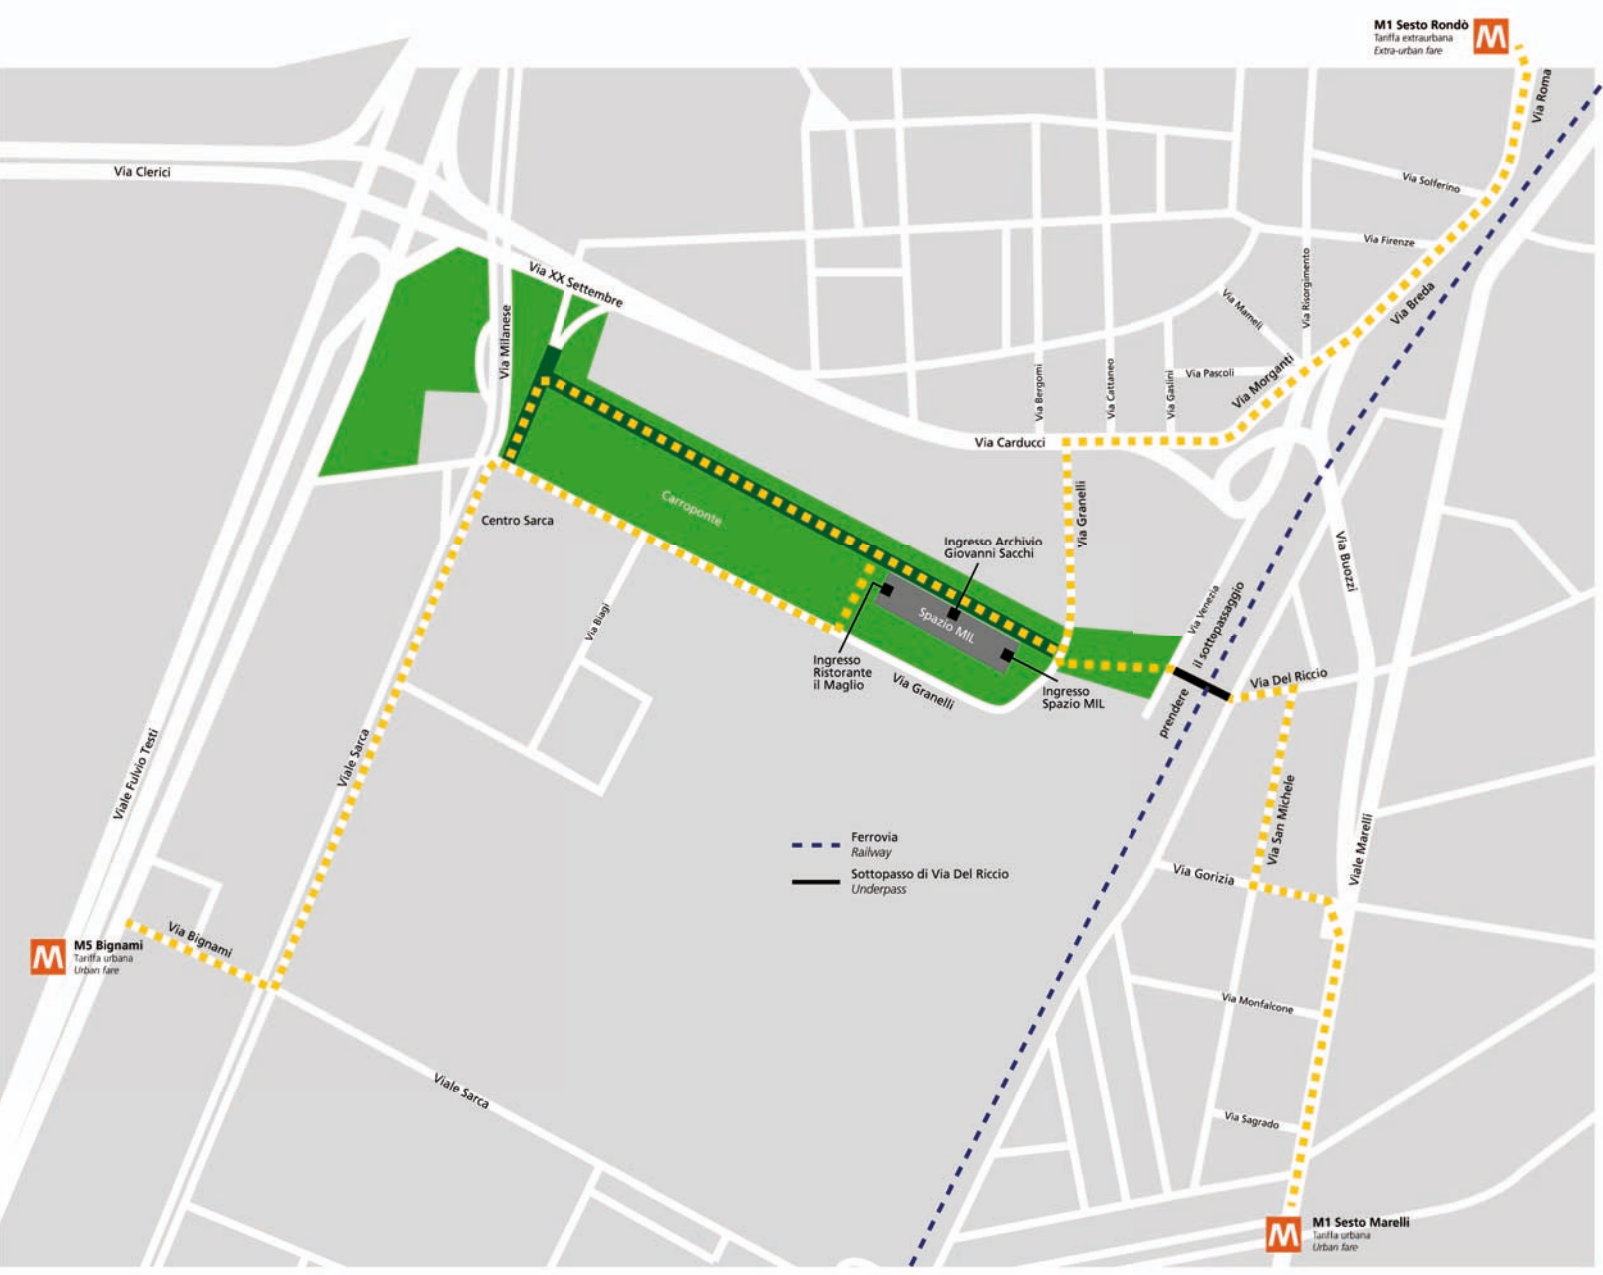 M1 Sesto Rondò
Tariffa extraurbana
Extra-urban fare
M
Via Roma
Via Clerici
Via Solferino
Via Firenze
Via XX Settembre
Via Risorgimento
Via Breda
Via Mameli
Via Milanese
Via Pascoli
Via Morganti
Via Bergomi
Via Cattaneo
Via Gaslini
Via Carducci
Via Granelli
Carroponte
Centro Sarca
Ingresso Archivio
Giovanni Sacchi
Via Buozzi
Via Venezia
il sottopassaggio
prendere
Via Biagi
Spazio MIL
Ingresso
Ristorante
il Maglio
Via Granelli
Ingresso
Spazio MIL
Via Del Riccio
Viale Fulvio Testi
Viale Sarca
Via San Michele
Viale Marelli
Ferrovia
Railway
Sottopasso di Via Del Riccio
Underpass
Via Gorizia
M
M5 Bignami
Tariffa urbana
Urban fare
Via Bignami
Via Monfalcone
Viale Sarca
Via Sagrado
M
M1 Sesto Marelli
Tariffa urbana
Urban fare